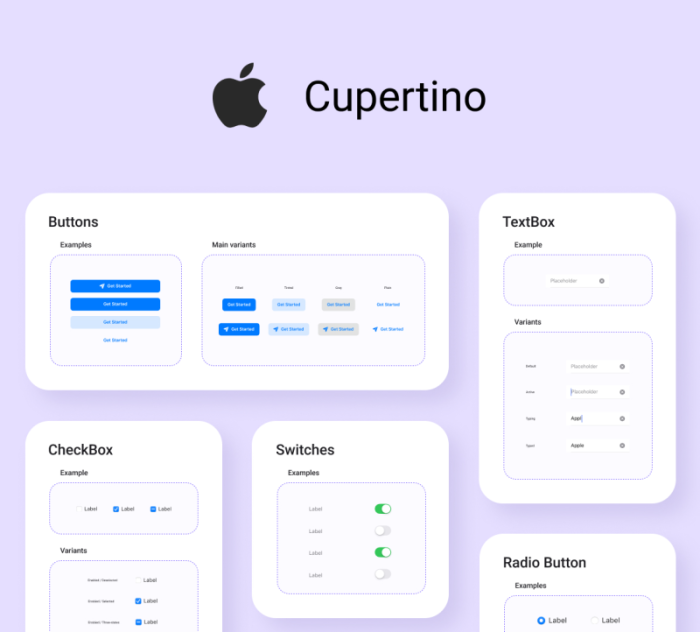 Cupertino
Buttons
Examples
Get Started
Get Started
Get Started
Get Started
Main variants
Filled Tinted Gray Plain
Get Started Get Started Get Started Get Started
Get Started Get Started Get Started Get Started
TextBox
Example
Placeholder
Variants
Default Placeholder
Active Placeholder
Typing Appl
Typed Apple
CheckBox
Example
Label Label Label
Variants
Label
Label
Label
Switches
Examples
Label
Label
Label
Label
Radio Button
Examples
Label Label